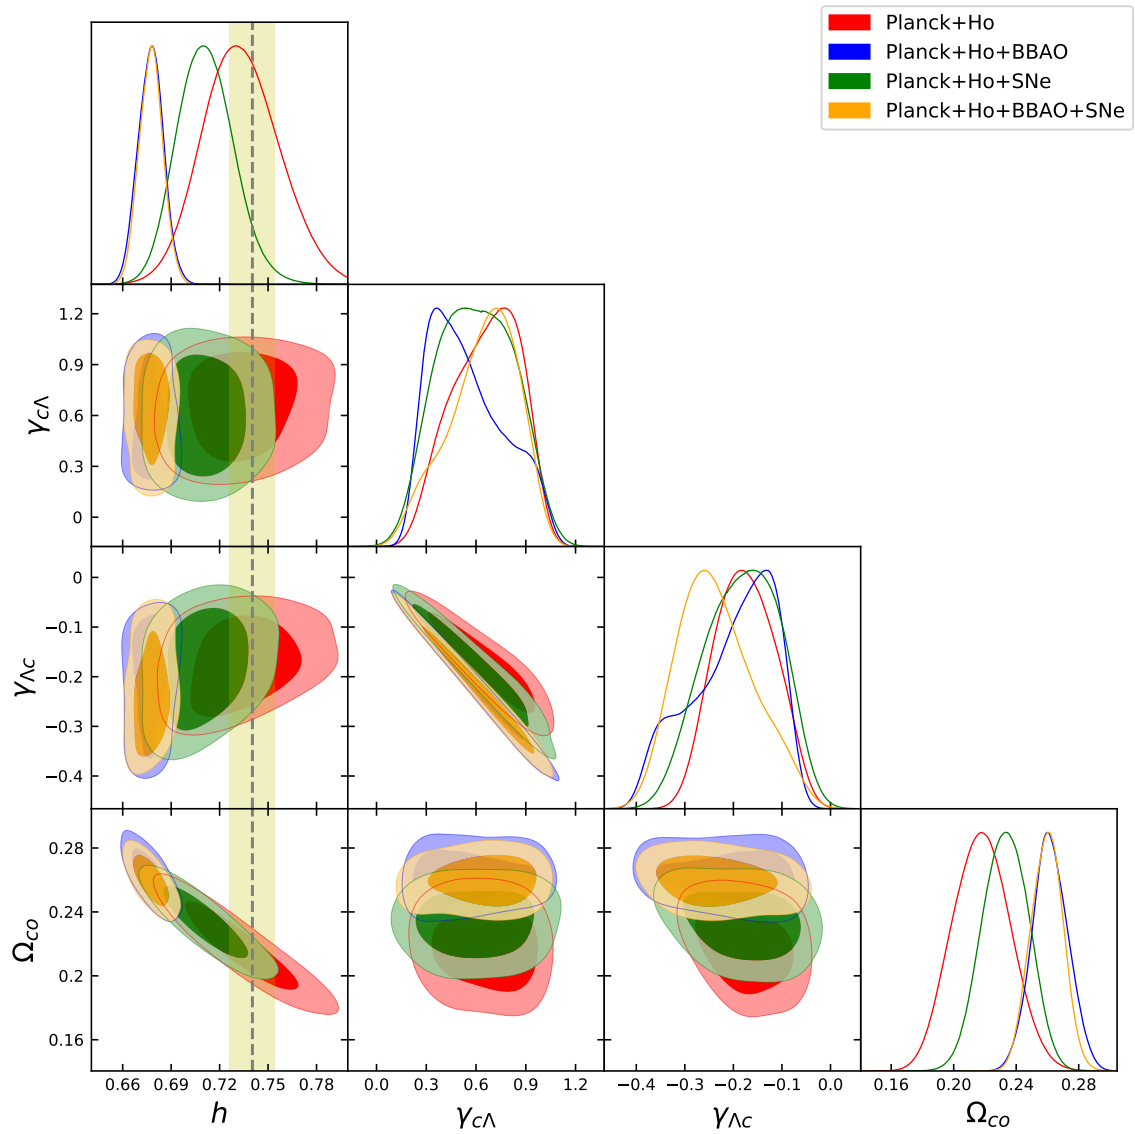 Planck+Ho
Planck+Ho+BBAO
Planck+Ho+SNe
Planck+Ho+BBAO+SNe
1.2
0.9
0.6
0.3
0
γcΛ
0
−0.1
−0.2
−0.3
−0.4
γΛc
0.28
0.24
0.2
0.16
Ωco
0.66 0.69 0.72 0.75 0.78
0.0 0.3 0.6 0.9 1.2
−0.4 −0.3 −0.2 −0.1 0.0
0.16 0.20 0.24 0.28
h
γcΛ
γΛc
Ωco